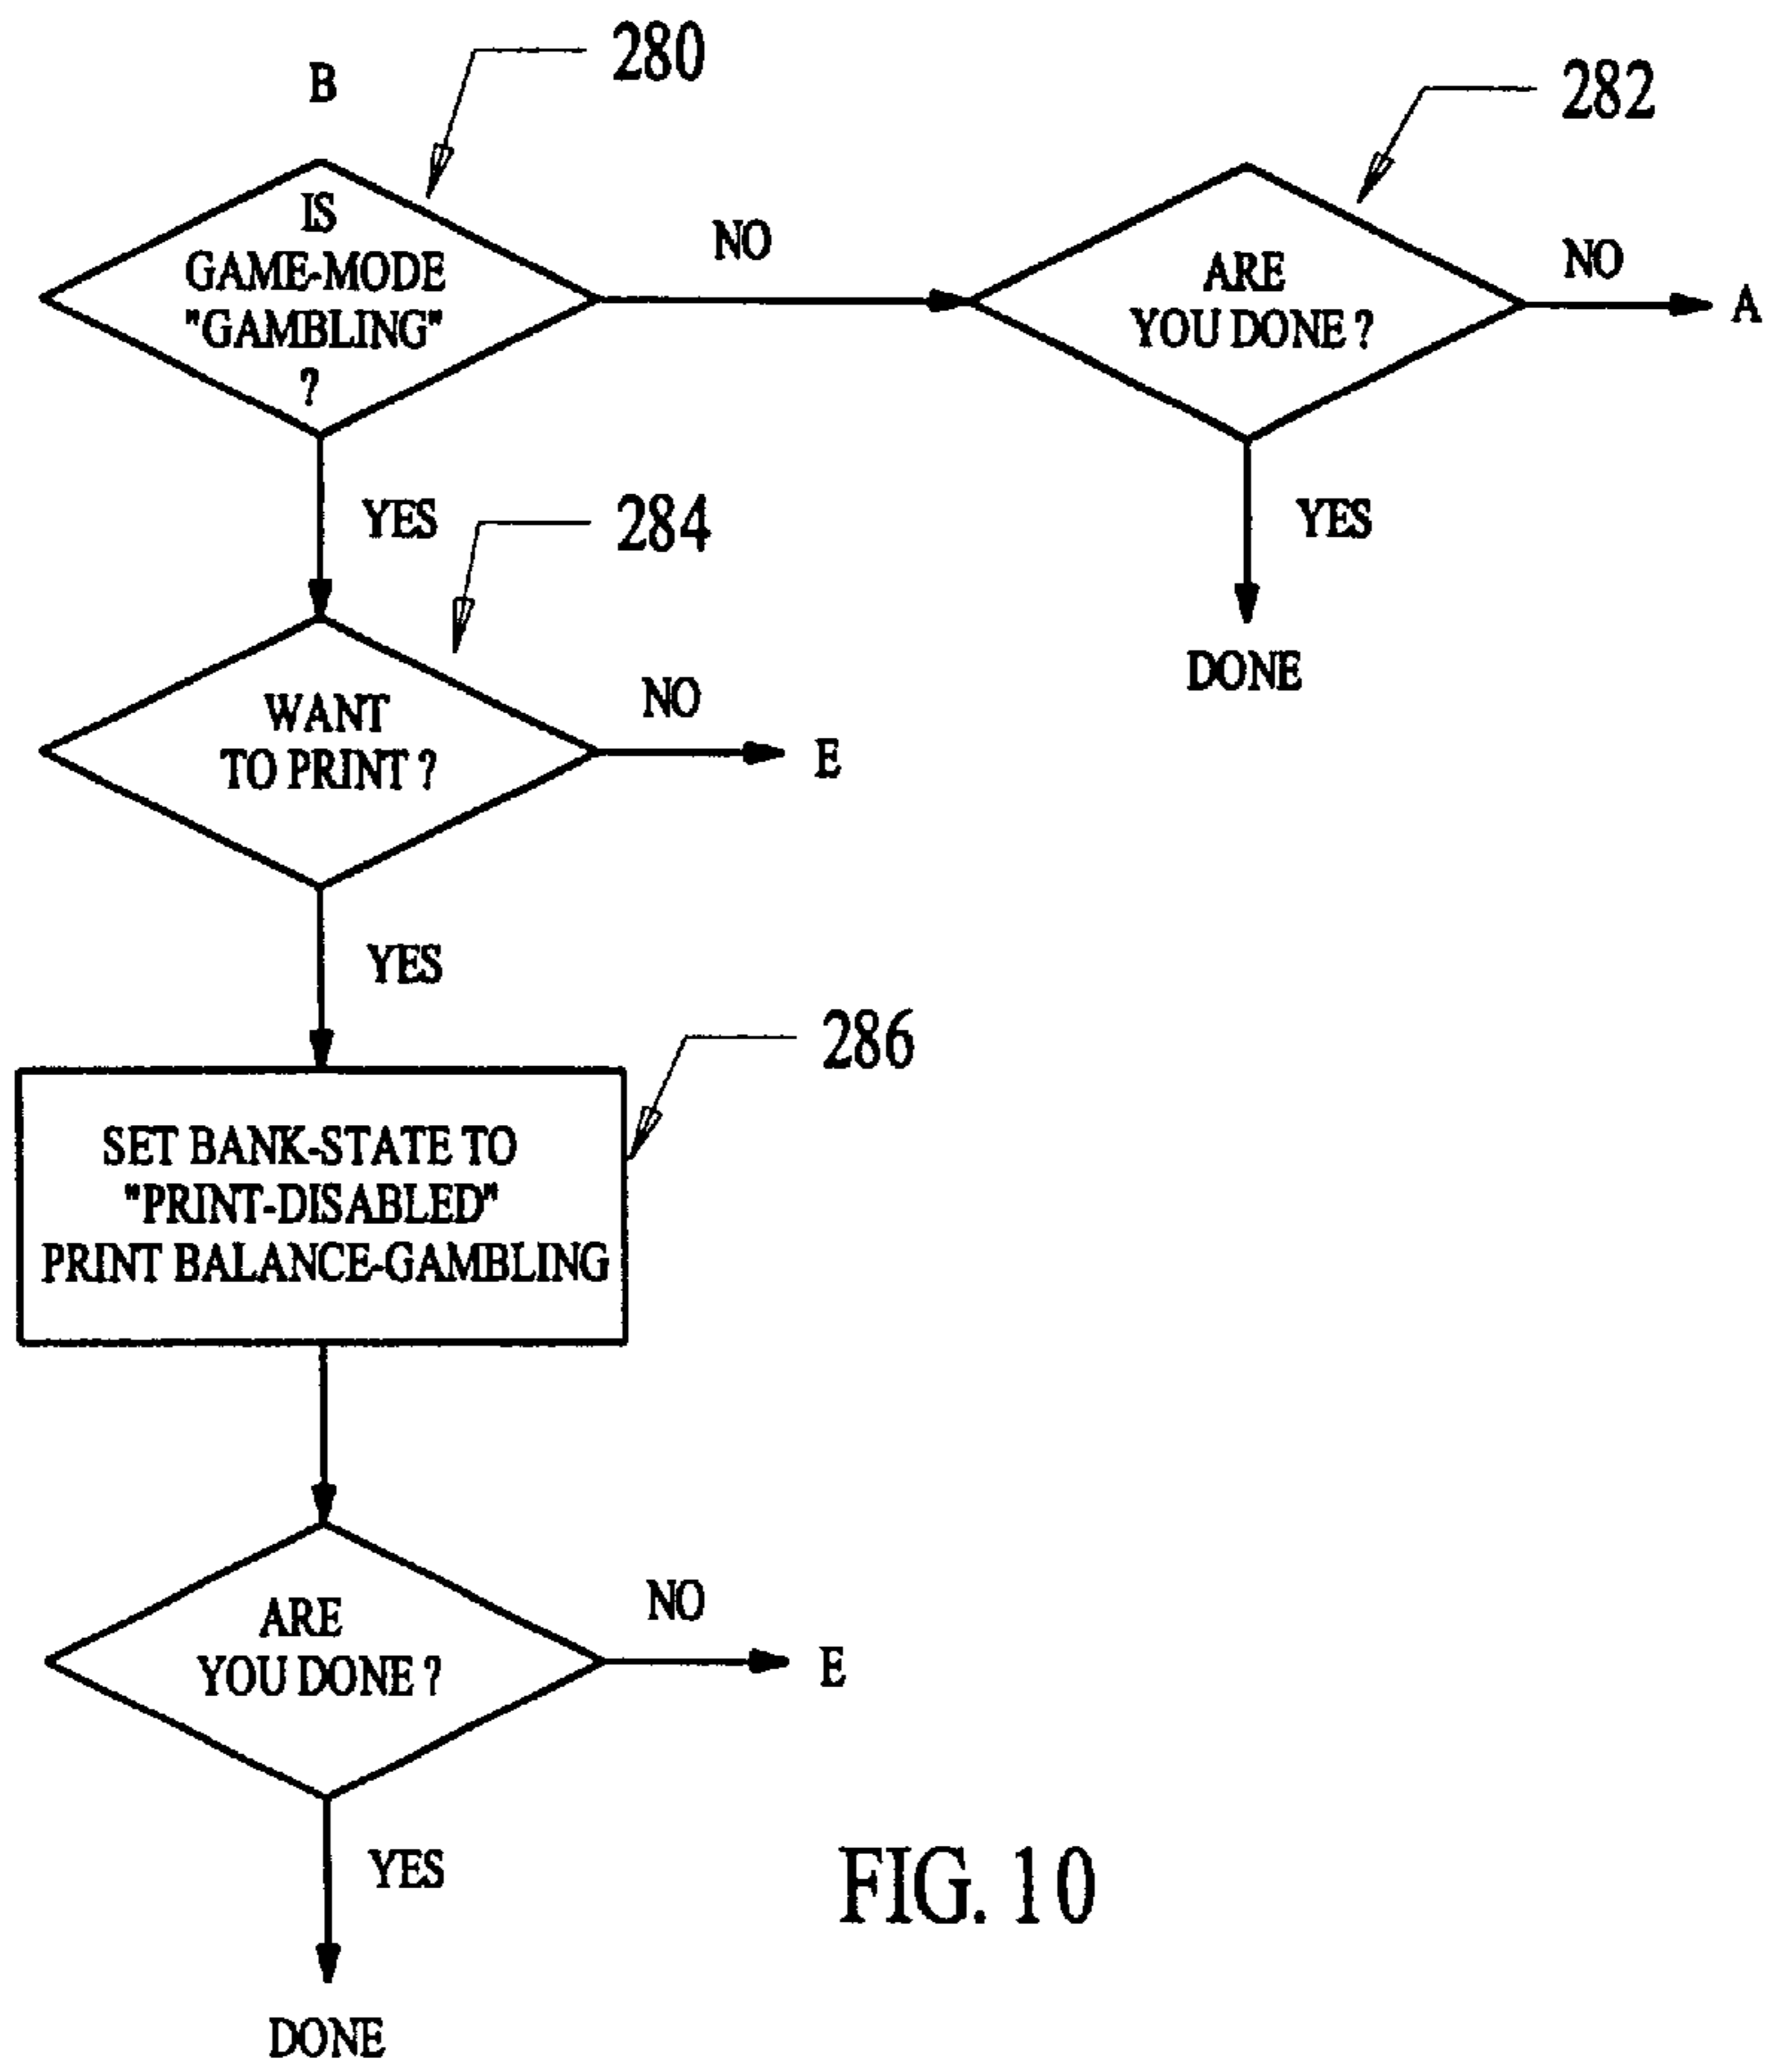 B
280
282
IS
GAME-MODE
"GAMBLING"
?
NO
ARE
YOU DONE ?
NO
A
YES
284
YES
DONE
WANT
TO PRINT ?
NO
E
YES
286
SET BANK-STATE TO
"PRINT-DISABLED"
PRINT BALANCE-GAMBLING
ARE
YOU DONE ?
NO
E
YES
DONE
FIG. 10